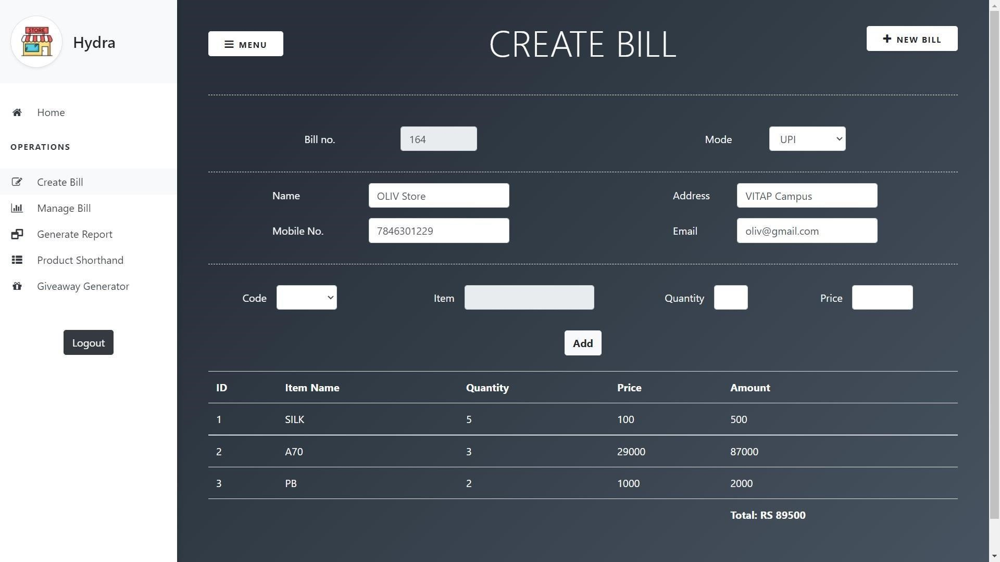 STORE
Hydra
Home
OPERATIONS
Create Bill
Manage Bill
Generate Report
Product Shorthand
Giveaway Generator
Logout
MENU
CREATE BILL
NEW BILL
Bill no. 164 Mode UPI
Name OLIV Store Address VITAP Campus
Mobile No. 7846301229 Email oliv@gmail.com
Code Item Quantity Price
Add
ID Item Name Quantity Price Amount
1 SILK 5 100 500
2 A70 3 29000 87000
3 PB 2 1000 2000
Total: RS 89500